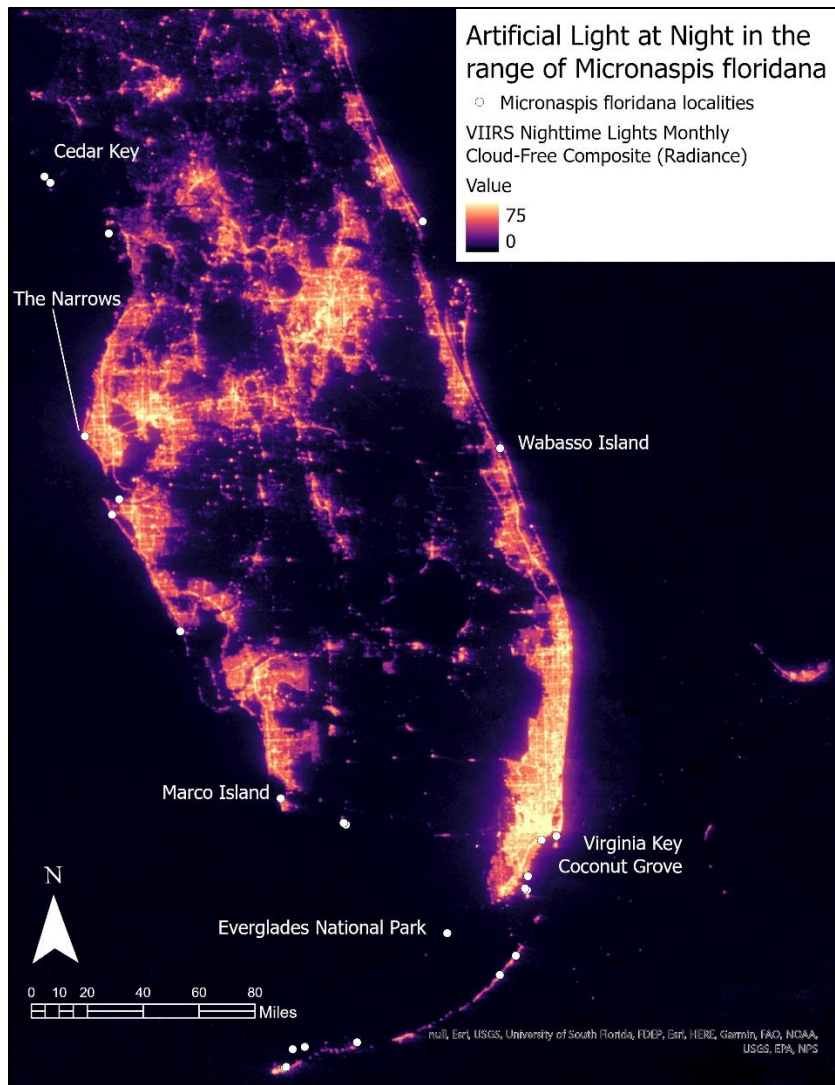 Artificial Light at Night in the
range of Micronaspis floridana
Micronaspis floridana localities
VIIRS Nighttime Lights Monthly
Cloud-Free Composite (Radiance)
Value
75
0
Cedar Key
The Narrows
Wabasso Island
Marco Island
Virginia Key
Coconut Grove
N
Everglades National Park
0 5 10 20 40 60 80
Miles
null, Esri, USGS, University of South Florida, FDEP, Esri, HERE, Garmin, FAO, NOAA,
USGS, EPA, NPS